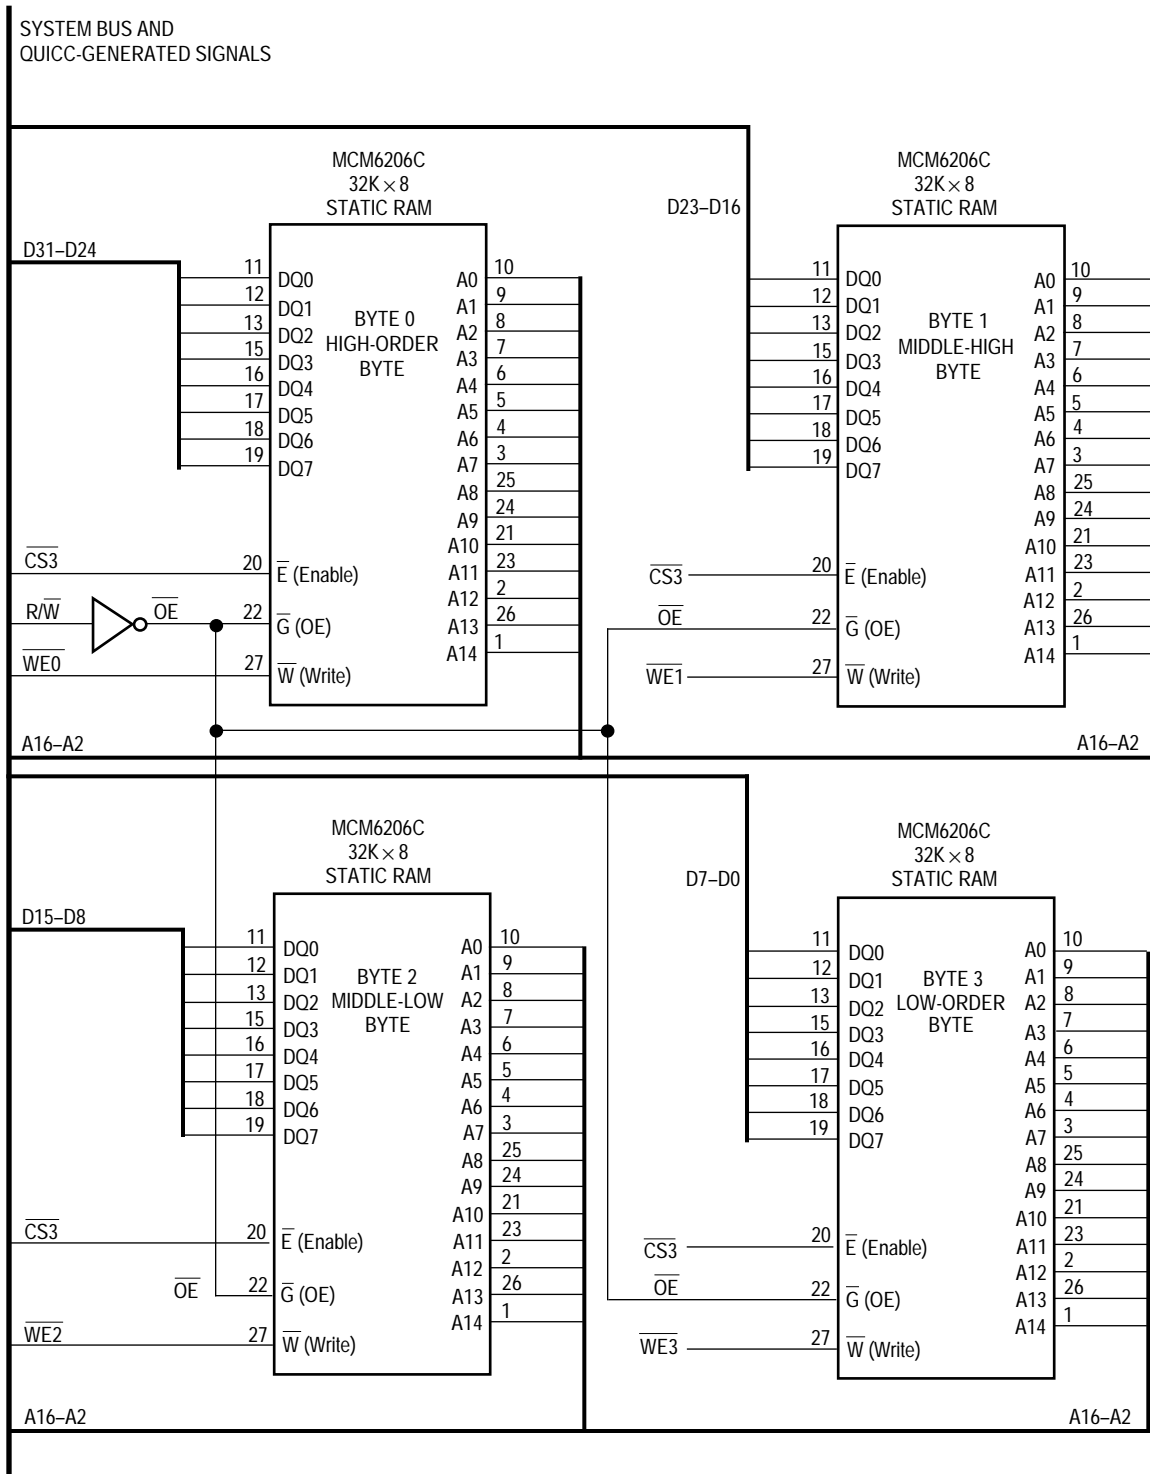 SYSTEM BUS AND
QUICC-GENERATED SIGNALS
MCM6206C
32K × 8
STATIC RAM
D31–D24
11 DQ0
12 DQ1
13 DQ2
15 DQ3
16 DQ4
17 DQ5
18 DQ6
19 DQ7
BYTE 0
HIGH-ORDER
BYTE
A0 10
A1 9
A2 8
A3 7
A4 6
A5 5
A6 4
A7 3
A8 25
A9 24
A10 21
A11 23
A12 2
A13 26
A14 1
C̅S̅3̅ 20 E̅ (Enable)
R/W̅ O̅E̅ 22 G̅ (OE)
W̅E̅0̅ 27 W̅ (Write)
A16–A2
MCM6206C
32K × 8
STATIC RAM
D23–D16
11 DQ0
12 DQ1
13 DQ2
15 DQ3
16 DQ4
17 DQ5
18 DQ6
19 DQ7
BYTE 1
MIDDLE-HIGH
BYTE
A0 10
A1 9
A2 8
A3 7
A4 6
A5 5
A6 4
A7 3
A8 25
A9 24
A10 21
A11 23
A12 2
A13 26
A14 1
C̅S̅3̅ 20 E̅ (Enable)
O̅E̅ 22 G̅ (OE)
W̅E̅1̅ 27 W̅ (Write)
A16–A2
MCM6206C
32K × 8
STATIC RAM
D15–D8
11 DQ0
12 DQ1
13 DQ2
15 DQ3
16 DQ4
17 DQ5
18 DQ6
19 DQ7
BYTE 2
MIDDLE-LOW
BYTE
A0 10
A1 9
A2 8
A3 7
A4 6
A5 5
A6 4
A7 3
A8 25
A9 24
A10 21
A11 23
A12 2
A13 26
A14 1
C̅S̅3̅ 20 E̅ (Enable)
O̅E̅ 22 G̅ (OE)
W̅E̅2̅ 27 W̅ (Write)
A16–A2
MCM6206C
32K × 8
STATIC RAM
D7–D0
11 DQ0
12 DQ1
13 DQ2
15 DQ3
16 DQ4
17 DQ5
18 DQ6
19 DQ7
BYTE 3
LOW-ORDER
BYTE
A0 10
A1 9
A2 8
A3 7
A4 6
A5 5
A6 4
A7 3
A8 25
A9 24
A10 21
A11 23
A12 2
A13 26
A14 1
C̅S̅3̅ 20 E̅ (Enable)
O̅E̅ 22 G̅ (OE)
W̅E̅3̅ 27 W̅ (Write)
A16–A2